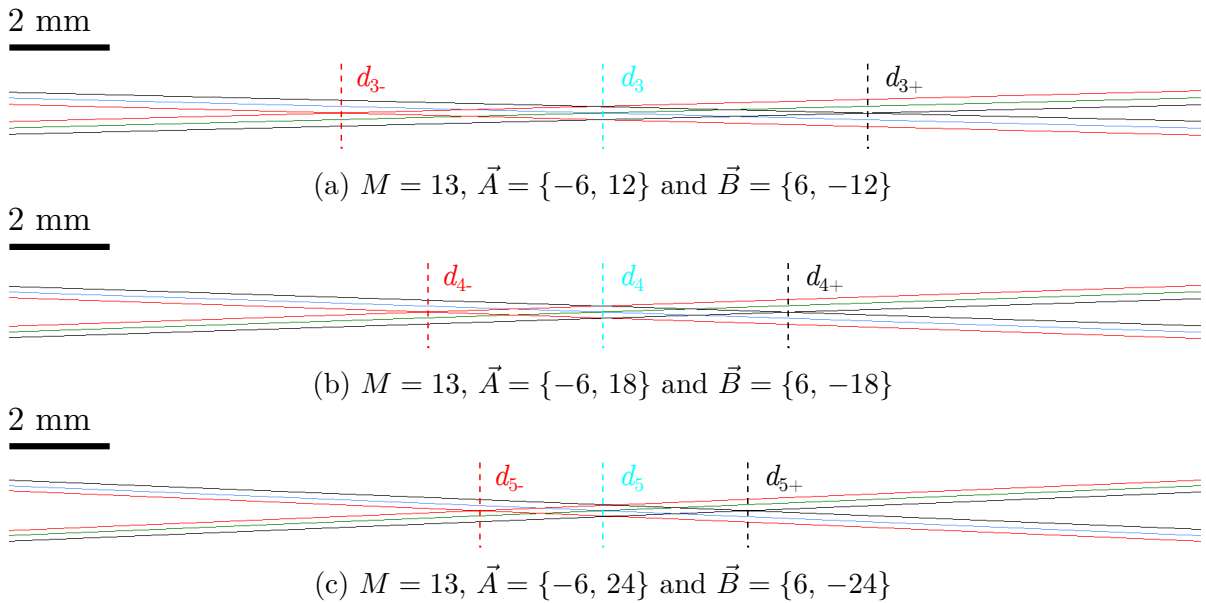 2 mm
d₃₋ d₃ d₃₊
(a) M = 13, A⃗ = {−6, 12} and B⃗ = {6, −12}
2 mm
d₄₋ d₄ d₄₊
(b) M = 13, A⃗ = {−6, 18} and B⃗ = {6, −18}
2 mm
d₅₋ d₅ d₅₊
(c) M = 13, A⃗ = {−6, 24} and B⃗ = {6, −24}